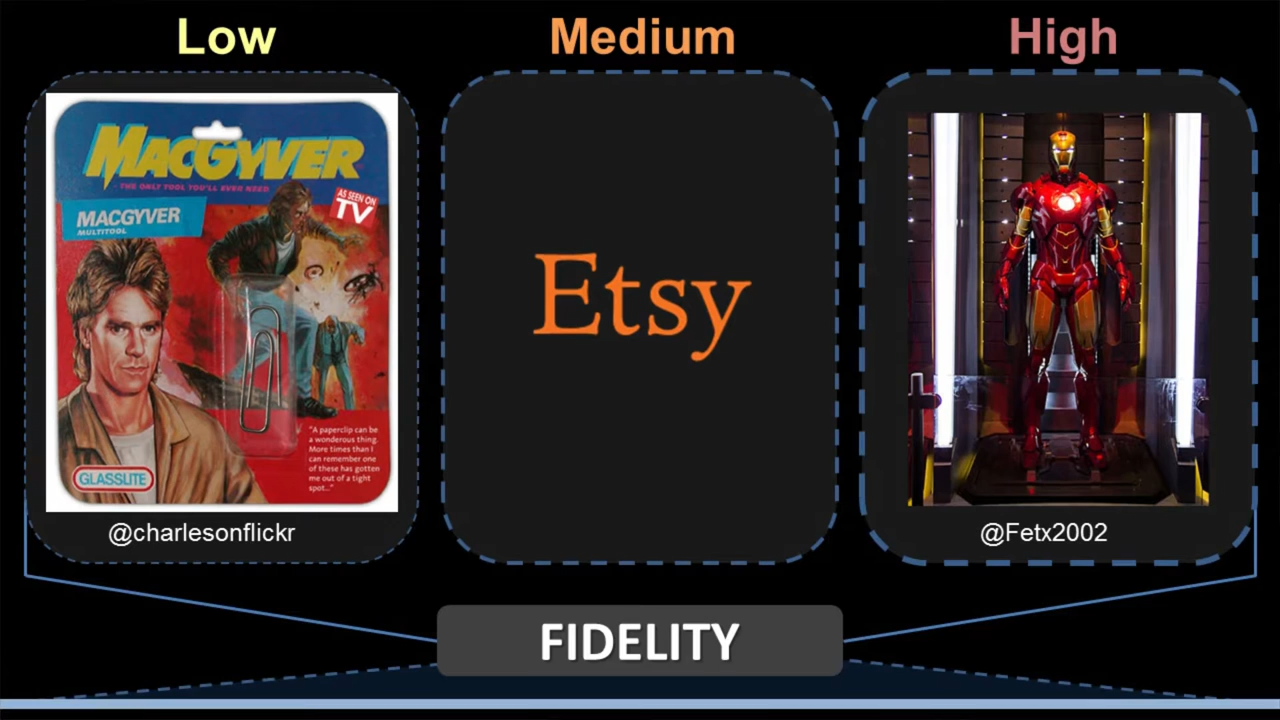 Low
Medium
High
MACGYVER
- THE ONLY TOOL YOU'LL EVER NEED
AS SEEN ON
TV
MACGYVER
MULTITOOL
"A paperclip can be
a wonderous thing.
More times than I
can remember one
of these has gotten
me out of a tight
spot..."
GLASSLITE
@charlesonflickr
Etsy
@Fetx2002
FIDELITY